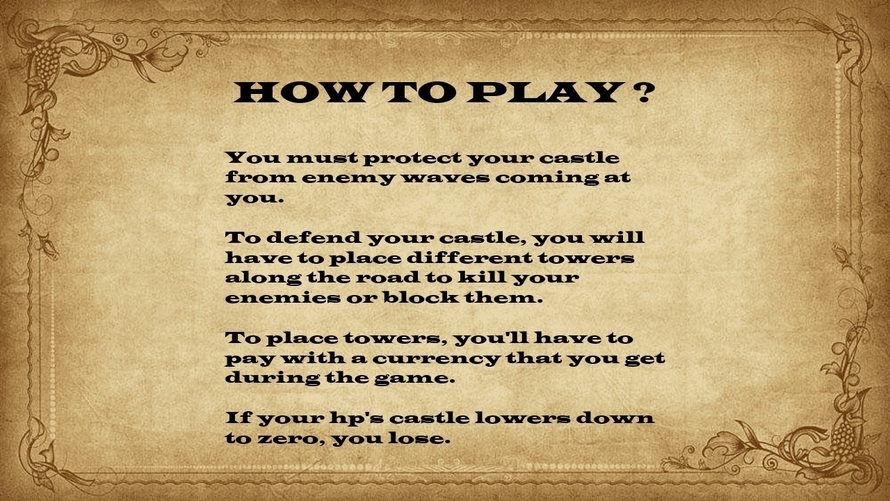 HOW TO PLAY ?
You must protect your castle
from enemy waves coming at
you.
To defend your castle, you will
have to place different towers
along the road to kill your
enemies or block them.
To place towers, you'll have to
pay with a currency that you get
during the game.
If your hp's castle lowers down
to zero, you lose.